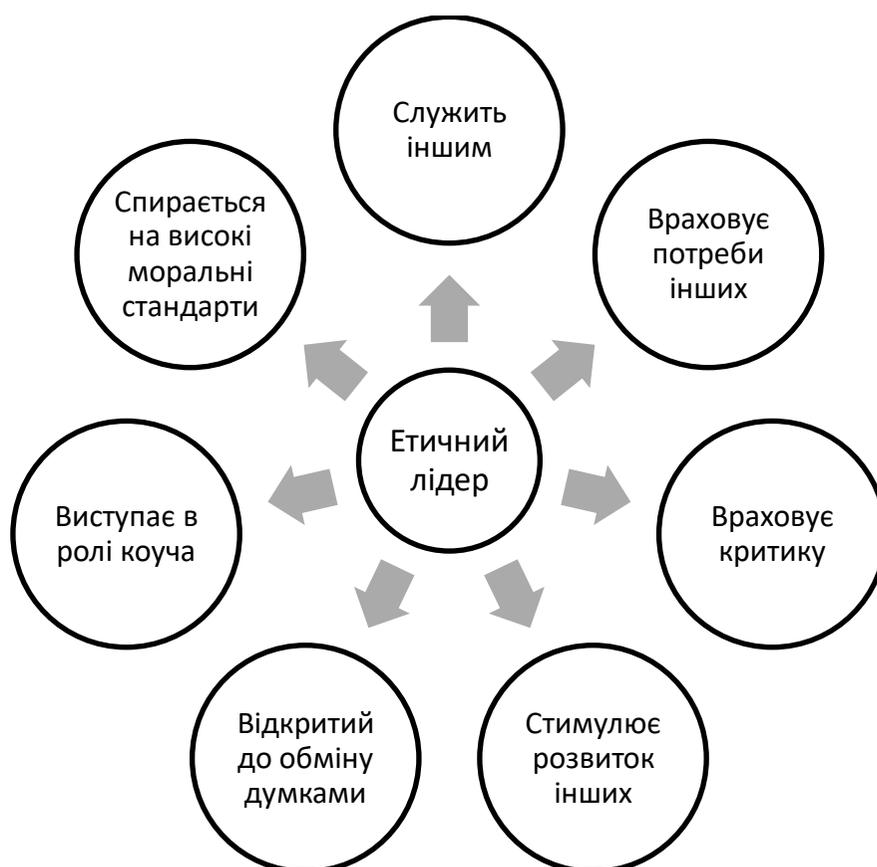 Служить
іншим
Враховує
потреби
інших
Враховує
критику
Стимулює
розвиток
інших
Відкритий
до обміну
думками
Виступає в
ролі коуча
Спирається
на високі
моральні
стандарти
Етичний
лідер